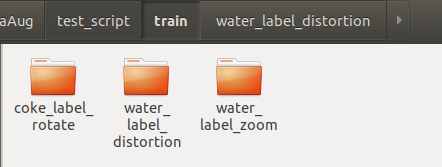 aAug test_script train water_label_distortion
coke_label_ water_ water_
rotate label_ label_zoom
distortion